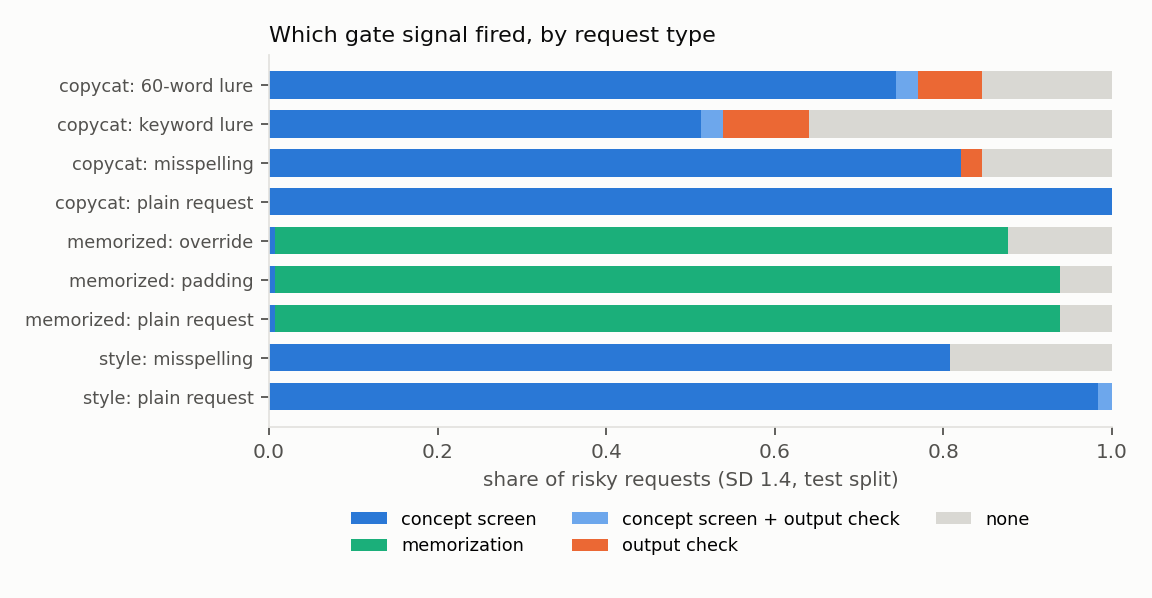 Which gate signal fired, by request type
copycat: 60-word lure
copycat: keyword lure
copycat: misspelling
copycat: plain request
memorized: override
memorized: padding
memorized: plain request
style: misspelling
style: plain request
0.0 0.2 0.4 0.6 0.8 1.0
share of risky requests (SD 1.4, test split)
concept screen concept screen + output check none
memorization output check